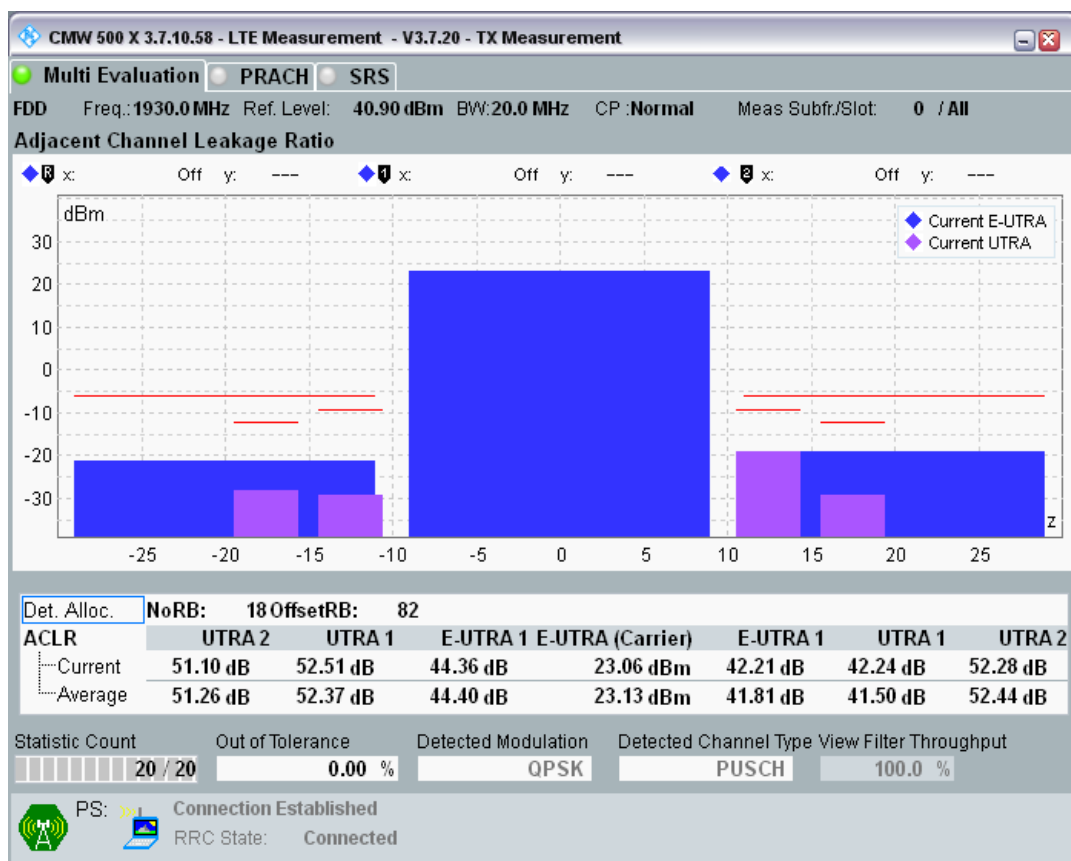 CMW 500 X 3.7.10.58 - LTE Measurement - V3.7.20 - TX Measurement
Multi Evaluation PRACH SRS
FDD Freq.: 1930.0 MHz Ref. Level: 40.90 dBm BW: 20.0 MHz CP : Normal Meas Subfr./Slot: 0 / All
Adjacent Channel Leakage Ratio
R x: Off y: --- 1 x: Off y: --- 2 x: Off y: ---
dBm
Current E-UTRA
Current UTRA
30
20
10
0
-10
-20
-30
z
-25 -20 -15 -10 -5 0 5 10 15 20 25
Det. Alloc. NoRB: 18 OffsetRB: 82
ACLR UTRA 2 UTRA 1 E-UTRA 1 E-UTRA (Carrier) E-UTRA 1 UTRA 1 UTRA 2
Current 51.10 dB 52.51 dB 44.36 dB 23.06 dBm 42.21 dB 42.24 dB 52.28 dB
Average 51.26 dB 52.37 dB 44.40 dB 23.13 dBm 41.81 dB 41.50 dB 52.44 dB
Statistic Count Out of Tolerance Detected Modulation Detected Channel Type View Filter Throughput
20 / 20 0.00 % QPSK PUSCH 100.0 %
PS: Connection Established
RRC State: Connected